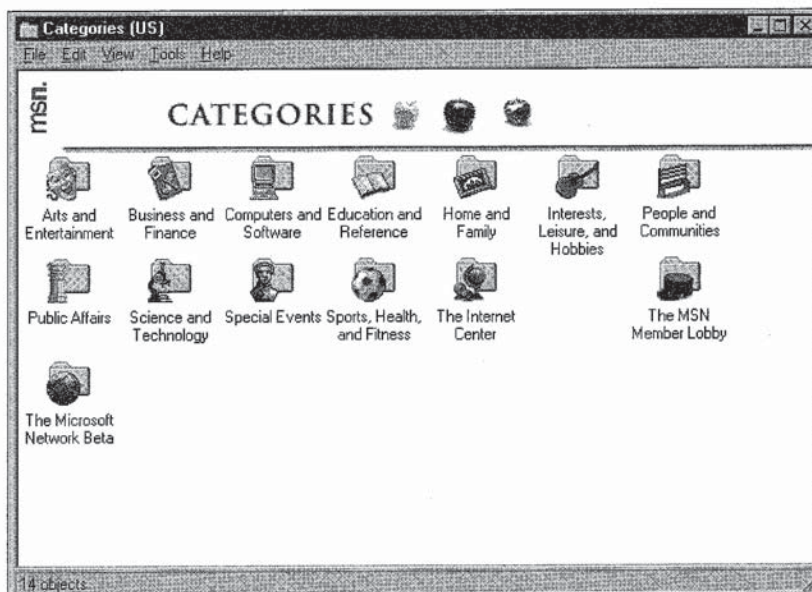 Categories (US)
File Edit View Tools Help
msn.
CATEGORIES
Arts and
Entertainment
Business and
Finance
Computers and
Software
Education and
Reference
Home and
Family
Interests,
Leisure, and
Hobbies
People and
Communities
Public Affairs
Science and
Technology
Special Events
Sports, Health,
and Fitness
The Internet
Center
The MSN
Member Lobby
The Microsoft
Network Beta
14 objects